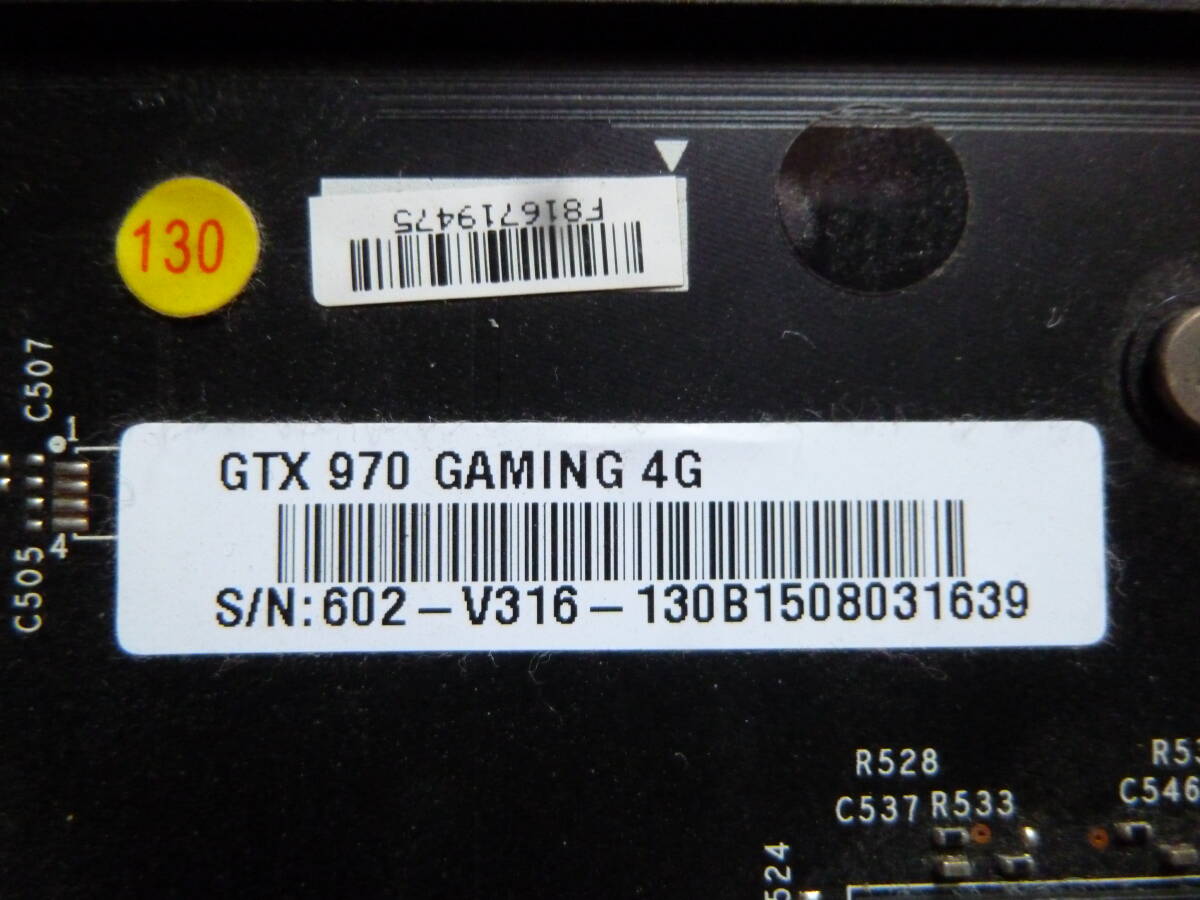 130
F816719475
C507
1
GTX 970 GAMING 4G
4
C505
S/N:602-V316-130B1508031639
R528
C537 R533
C546